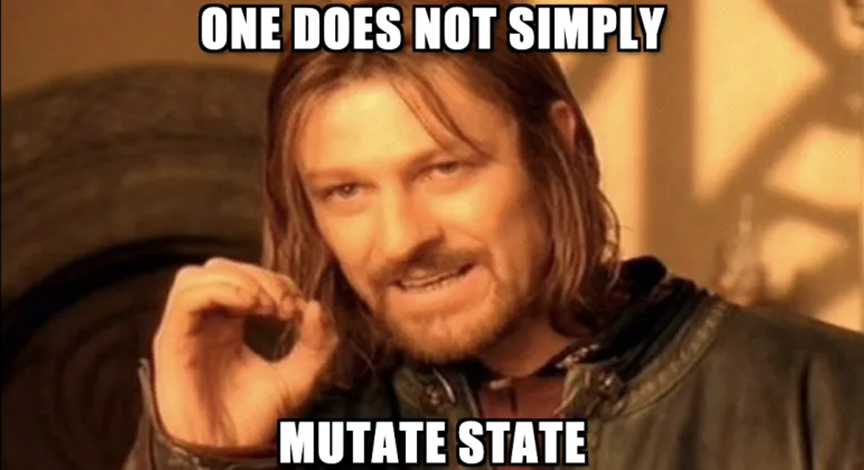 ONE DOES NOT SIMPLY
MUTATE STATE